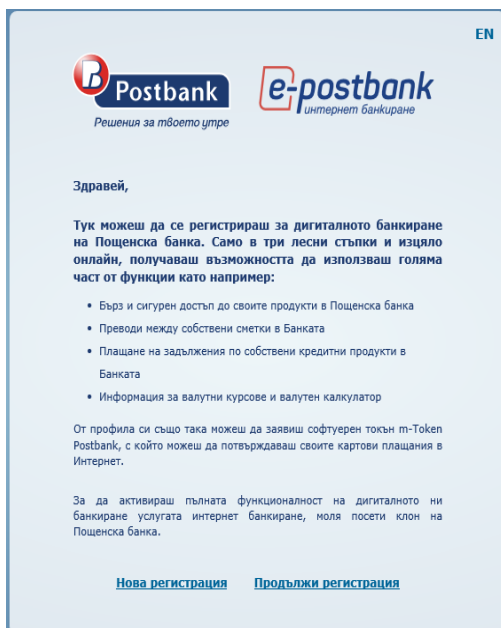 EN
Postbank
Решения за твоето утре
e-postbank
интернет банкиране
Здравей,
Тук можеш да се регистрираш за дигиталното банкиране
на Пощенска банка. Само в три лесни стъпки и изцяло
онлайн, получаваш възможността да използваш голяма
част от функции като например:
• Бърз и сигурен достъп до своите продукти в Пощенска банка
• Преводи между собствени сметки в Банката
• Плащане на задължения по собствени кредитни продукти в
Банката
• Информация за валутни курсове и валутен калкулатор
От профила си също така можеш да заявиш софтуерен токън m-Token
Postbank, с който можеш да потвърждаваш своите картови плащания в
Интернет.
За да активираш пълната функционалност на дигиталното ни
банкиране услугата интернет банкиране, моля посети клон на
Пощенска банка.
Нова регистрация Продължи регистрация